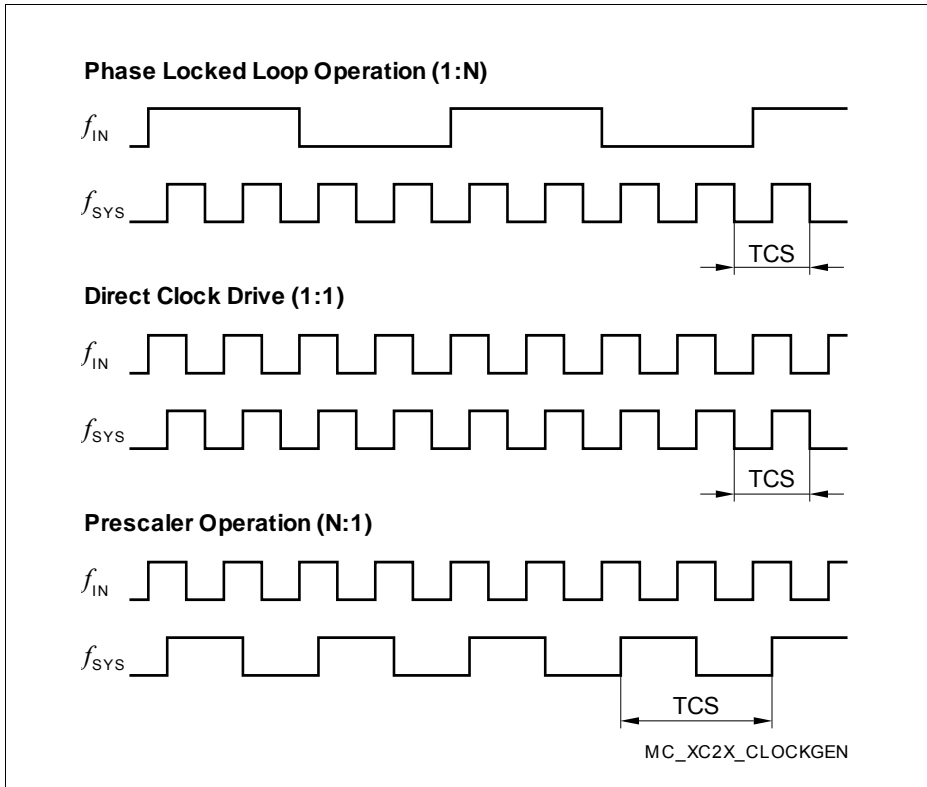 Phase Locked Loop Operation (1:N)
fIN
fSYS
TCS
Direct Clock Drive (1:1)
fIN
fSYS
TCS
Prescaler Operation (N:1)
fIN
fSYS
TCS
MC_XC2X_CLOCKGEN